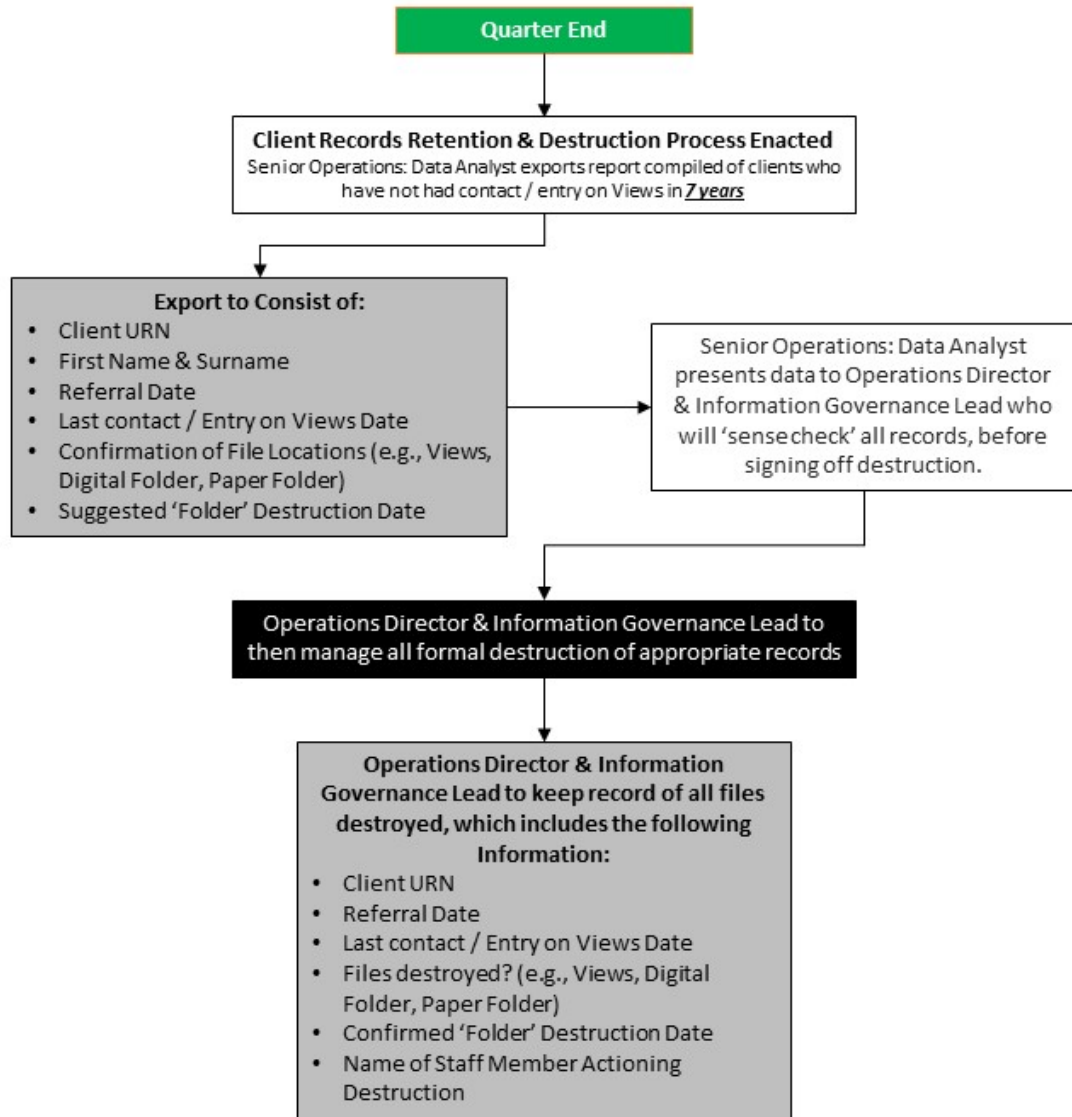 Quarter End
Client Records Retention & Destruction Process Enacted
Senior Operations: Data Analyst exports report compiled of clients who
have not had contact / entry on Views in 7 years
Export to Consist of:
• Client URN
• First Name & Surname
• Referral Date
• Last contact / Entry on Views Date
• Confirmation of File Locations (e.g., Views,
Digital Folder, Paper Folder)
• Suggested ‘Folder’ Destruction Date
Senior Operations: Data Analyst
presents data to Operations Director
& Information Governance Lead who
will ‘sense check’ all records, before
signing off destruction.
Operations Director & Information Governance Lead to
then manage all formal destruction of appropriate records
Operations Director & Information
Governance Lead to keep record of all files
destroyed, which includes the following
Information:
• Client URN
• Referral Date
• Last contact / Entry on Views Date
• Files destroyed? (e.g., Views, Digital
Folder, Paper Folder)
• Confirmed ‘Folder’ Destruction Date
• Name of Staff Member Actioning
Destruction